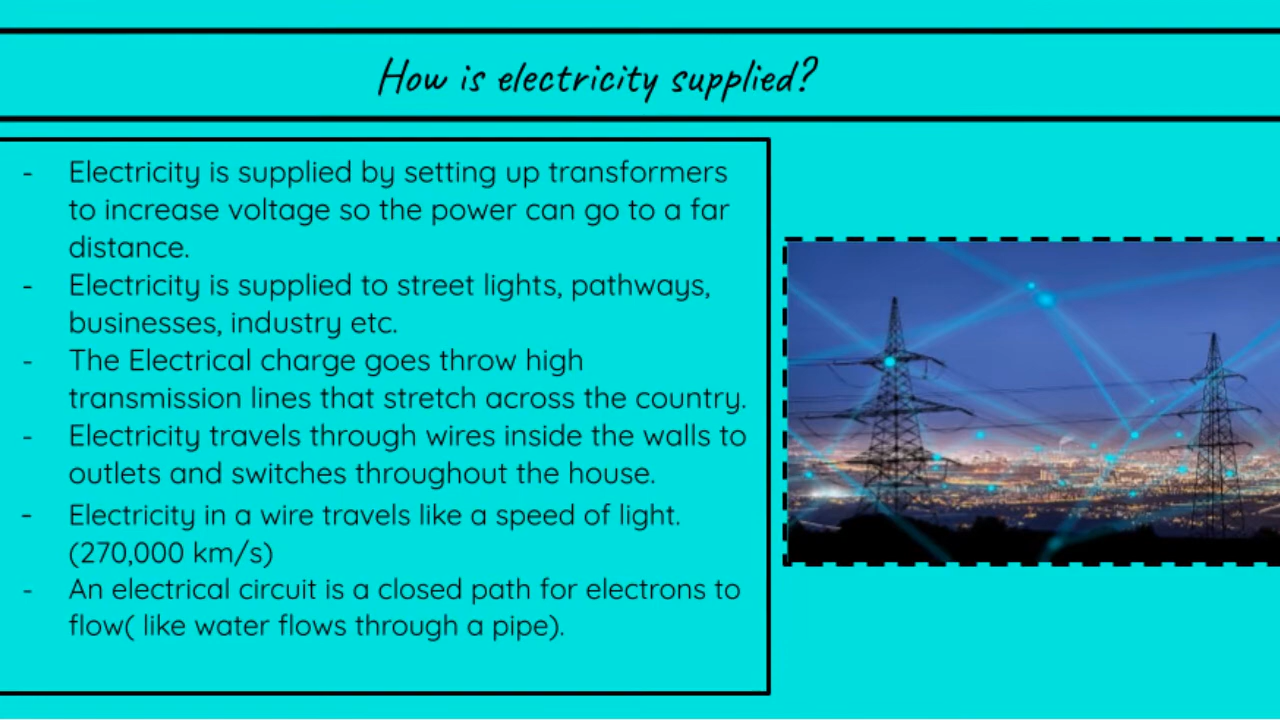 How is electricity supplied?
- Electricity is supplied by setting up transformers
to increase voltage so the power can go to a far
distance.
- Electricity is supplied to street lights, pathways,
businesses, industry etc.
- The Electrical charge goes throw high
transmission lines that stretch across the country.
- Electricity travels through wires inside the walls to
outlets and switches throughout the house.
- Electricity in a wire travels like a speed of light.
(270,000 km/s)
- An electrical circuit is a closed path for electrons to
flow( like water flows through a pipe).